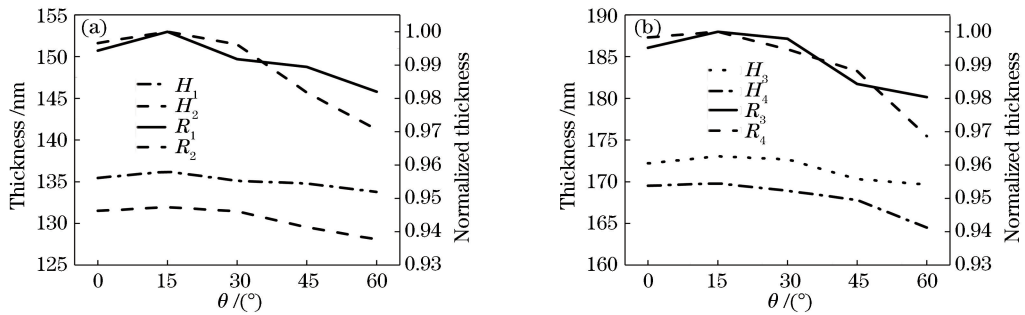 (a)
155
150
145
140
135
130
125
Thickness /nm
H₁
H₂
R₁
R₂
1.00
0.99
0.98
0.97
0.96
0.95
0.94
0.93
Normalized thickness
0
15
30
45
60
θ /(°)
(b)
190
185
180
175
170
165
160
Thickness /nm
H₃
H₄
R₃
R₄
1.00
0.99
0.98
0.97
0.96
0.95
0.94
0.93
Normalized thickness
0
15
30
45
60
θ /(°)